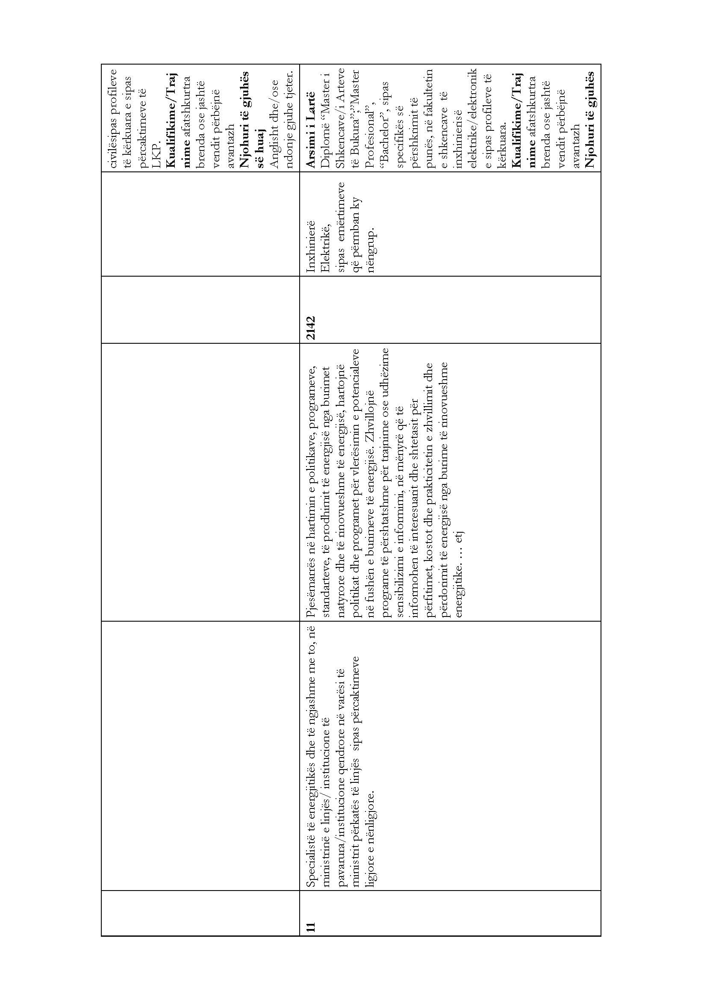 civilësipas profileve
të kërkuara e sipas
përcaktimeve të
LKP.
Kualifikime/Traj
nime afatshkurtra
brenda ose jashtë
vendit përbëjnë
avantazh
Njohuri të gjuhës
së huaj
Anglisht dhe/ose
ndonje gjuhe tjeter.
11
Specialistë të energjitikës dhe të ngjashme me to, në
ministrinë e linjës/ institucione të
pavarura/institucione qendrore në varësi të
ministrit përkatës të linjës sipas përcaktimeve
ligjore e nënligjore.
Pjesëmarrës në hartimin e politikave, programeve,
standarteve, të prodhimit të energjisë nga burimet
natyrore dhe të rinovueshme të energjisë, hartojnë
politikat dhe programet për vlerësimin e potencialeve
në fushën e burimeve të energjisë. Zhvillojnë
programe të përshtatshme për trajnime ose udhëzime
sensibilizimi e informimi, në mënyrë që të
informohen të interesuarit dhe shtetasit për
përfitimet, kostot dhe prakticitetin e zhvillimit dhe
përdorimit të energjisë nga burime të rinovueshme
energjitike. … etj
2142
Inxhinierë
Elektrikë,
sipas emërtimeve
që përmban ky
nëngrup.
Arsimi i Lartë
Diplomë “Master i
Shkencave/i Arteve
të Bukura”;”Master
Profesional”,
“Bachelor”, sipas
specifikës së
përshkrimit të
punës, në fakultetin
e shkencave të
inxhinierisë
elektrike/elektronik
e sipas profileve të
kërkuara.
Kualifikime/Traj
nime afatshkurtra
brenda ose jashtë
vendit përbëjnë
avantazh
Njohuri të gjuhës